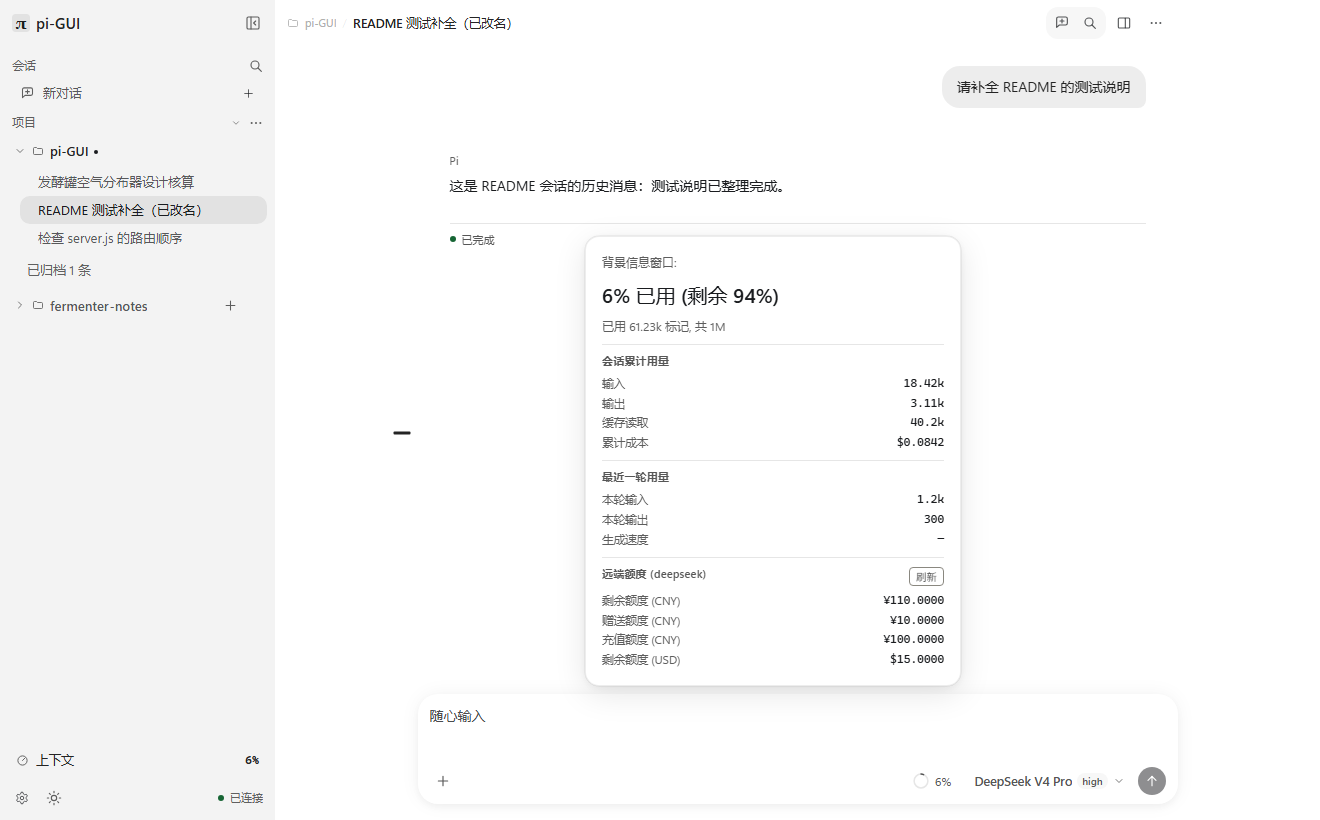 π pi-GUI
会话
新对话
项目
pi-GUI
发酵罐空气分布器设计核算
README 测试补全（已改名）
检查 server.js 的路由顺序
已归档 1 条
fermenter-notes
上下文 6%
已连接
pi-GUI / README 测试补全（已改名）
请补全 README 的测试说明
Pi
这是 README 会话的历史消息：测试说明已整理完成。
已完成
背景信息窗口:
6% 已用 (剩余 94%)
已用 61.23k 标记, 共 1M
会话累计用量
输入 18.42k
输出 3.11k
缓存读取 40.2k
累计成本 $0.0842
最近一轮用量
本轮输入 1.2k
本轮输出 300
生成速度 —
远端额度 (deepseek) 刷新
剩余额度 (CNY) ¥110.0000
赠送额度 (CNY) ¥10.0000
充值额度 (CNY) ¥100.0000
剩余额度 (USD) $15.0000
随心输入
6% DeepSeek V4 Pro high